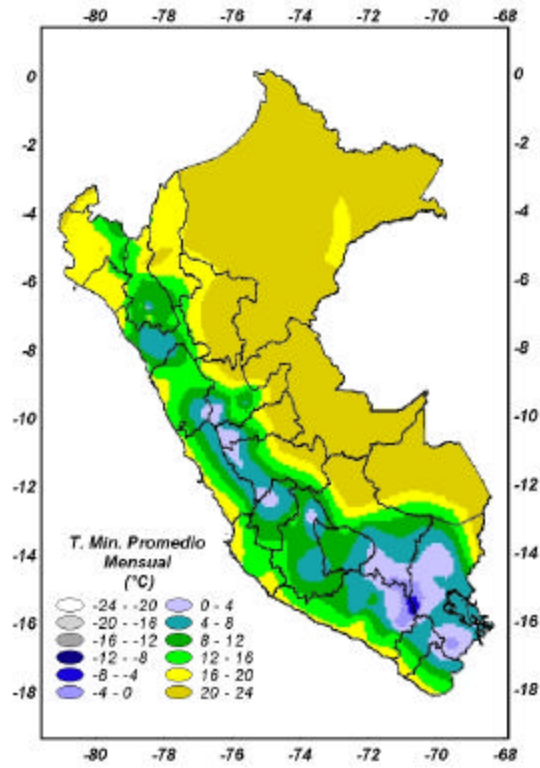 -80 -78 -76 -74 -72 -70 -68
0 0
-2 -2
-4 -4
-6 -6
-8 -8
-10 -10
-12 -12
-14 -14
-16 -16
-18 -18
T. Min. Promedio
Mensual
(°C)
-24 - -20 0 - 4
-20 - -16 4 - 8
-16 - -12 8 - 12
-12 - -8 12 - 16
-8 - -4 16 - 20
-4 - 0 20 - 24
-80 -78 -76 -74 -72 -70 -68